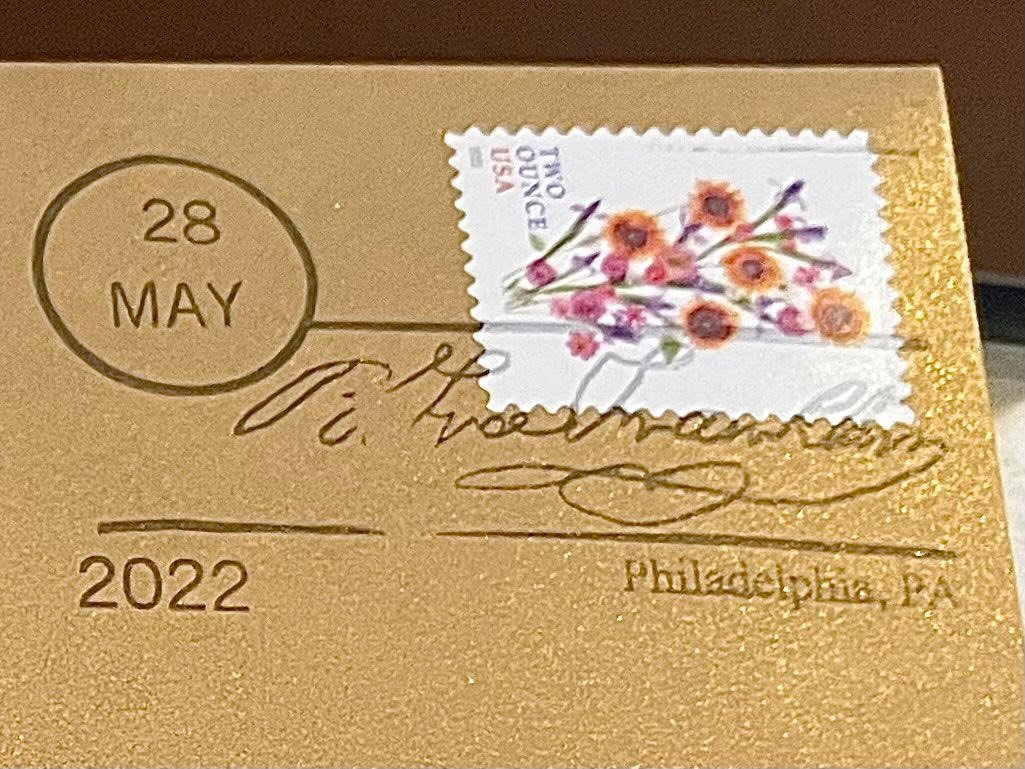 28
MAY
TWO
OUNCE
USA
2022
Philadelphia, PA